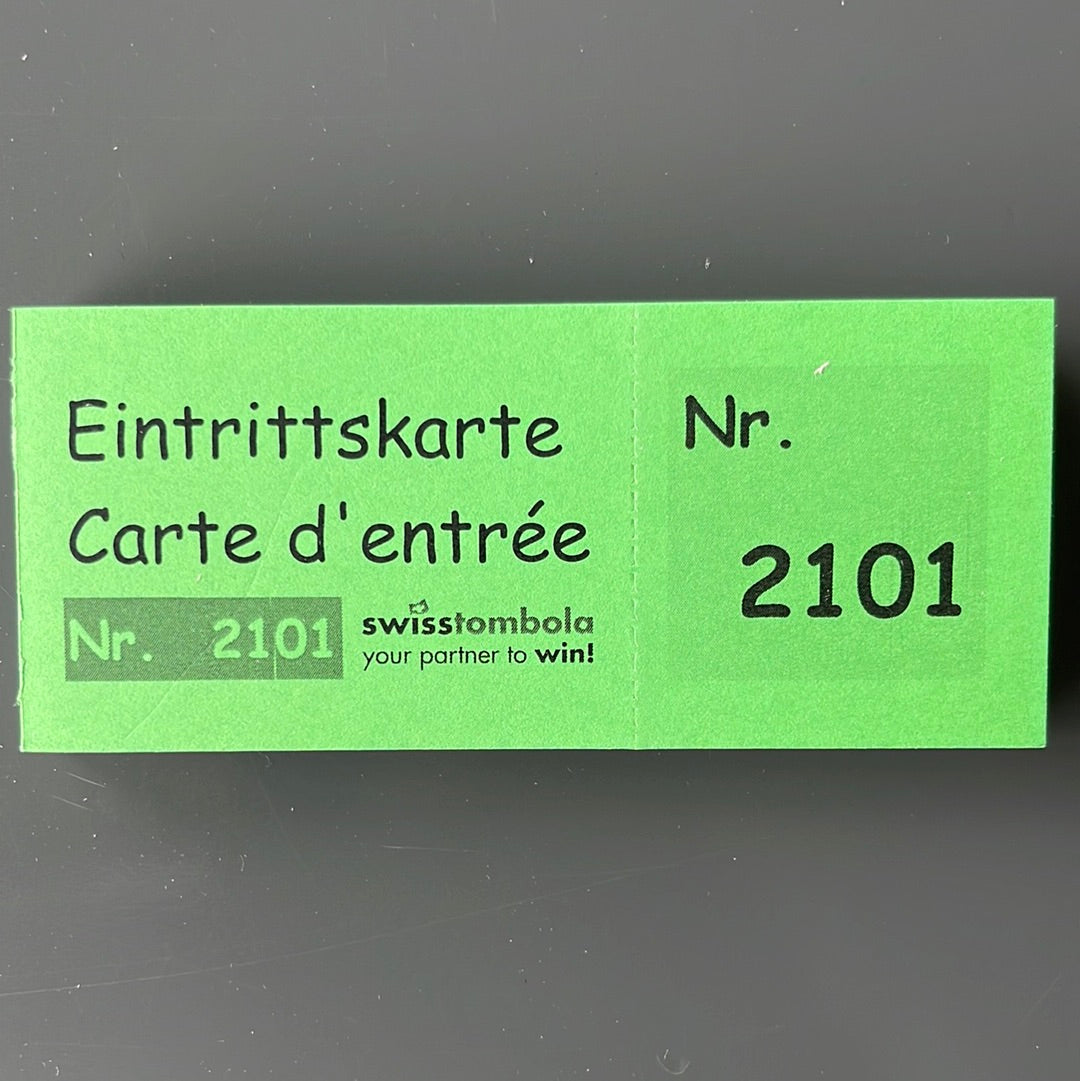 Eintrittskarte
Carte d'entrée
Nr. 2101
swisstombola
your partner to win!
Nr.
2101